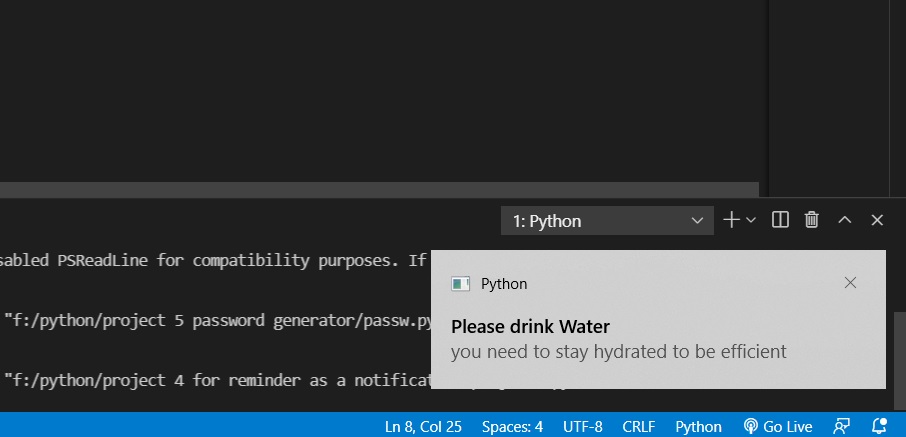 1: Python
sabled PSReadLine for compatibility purposes. If
Python
Please drink Water
you need to stay hydrated to be efficient
"f:/python/project 5 password generator/passw.py
"f:/python/project 4 for reminder as a notificat
Ln 8, Col 25 Spaces: 4 UTF-8 CRLF Python Go Live